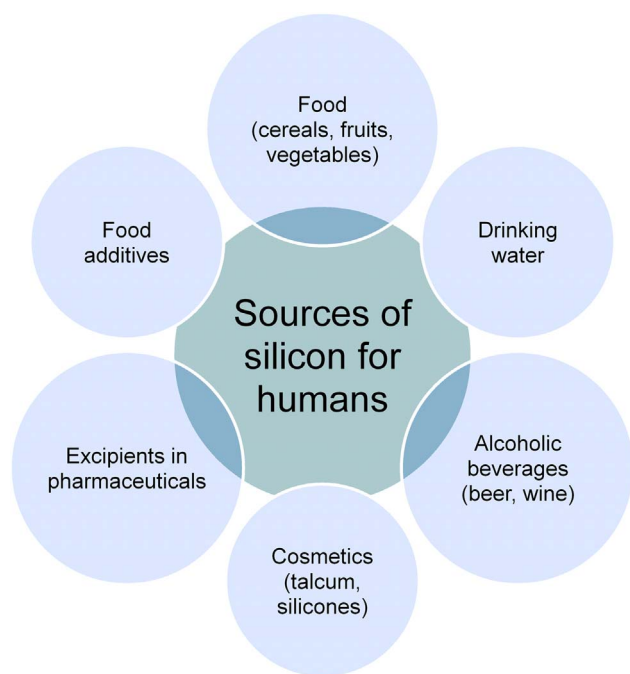 Food
(cereals, fruits,
vegetables)
Food
additives
Drinking
water
Sources of
silicon for
humans
Excipients in
pharmaceuticals
Alcoholic
beverages
(beer, wine)
Cosmetics
(talcum,
silicones)